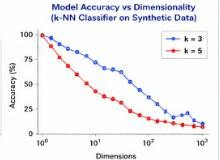 Model Accuracy vs Dimensionality
(k-NN Classifier on Synthetic Data)
k = 3
k = 5
100
75
50
25
0
Accuracy (%)
10⁰
10¹
10²
10³
Dimensions